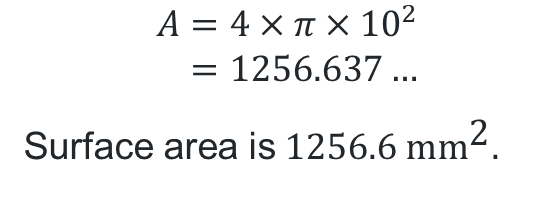 A = 4 × π × 10²
= 1256.637 ...
Surface area is 1256.6 mm².